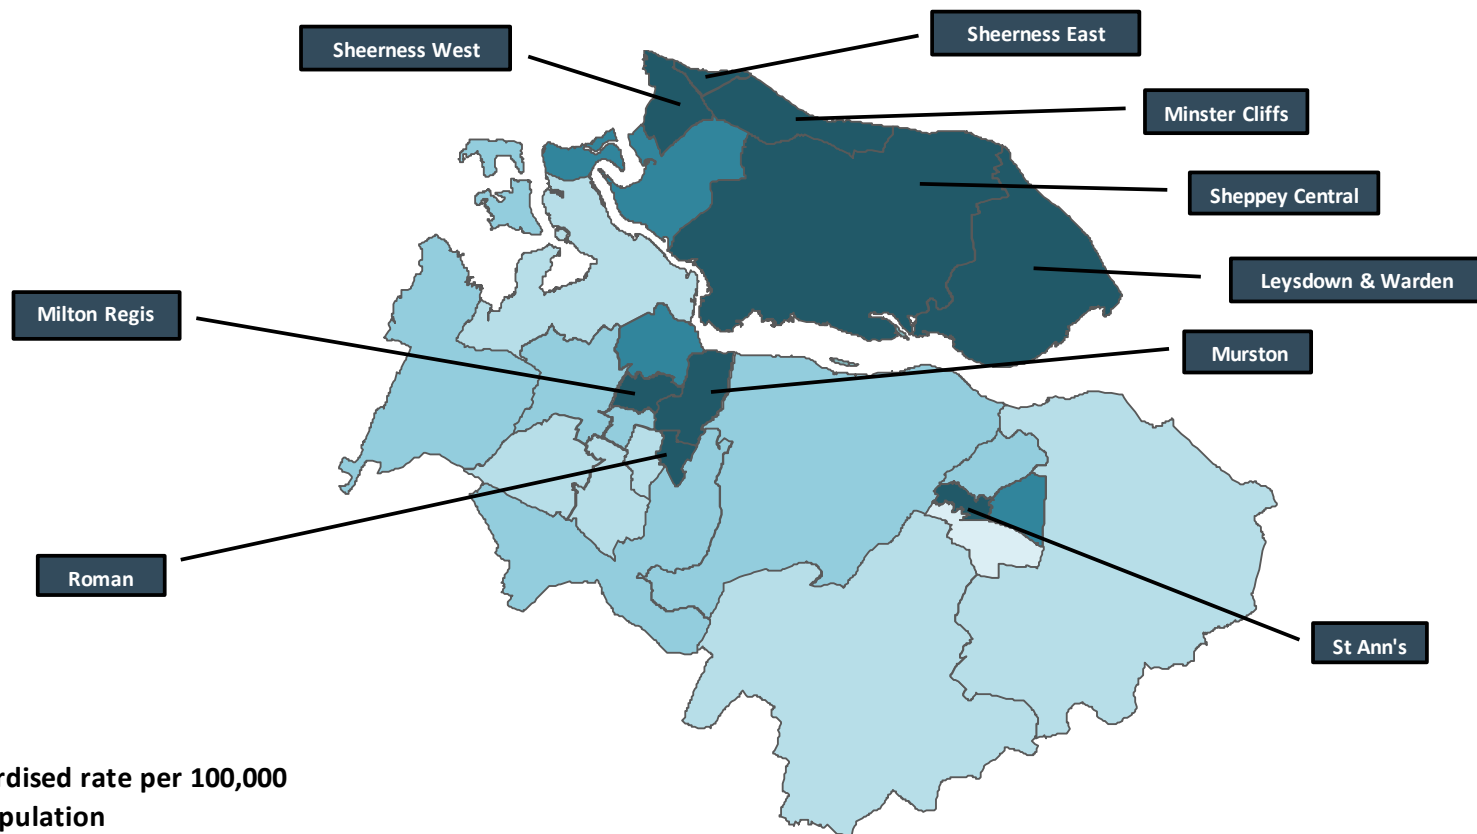 Sheerness East
Sheerness West
Minster Cliffs
Sheppey Central
Leysdown & Warden
Milton Regis
Murston
Roman
St Ann's
rdised rate per 100,000
pulation